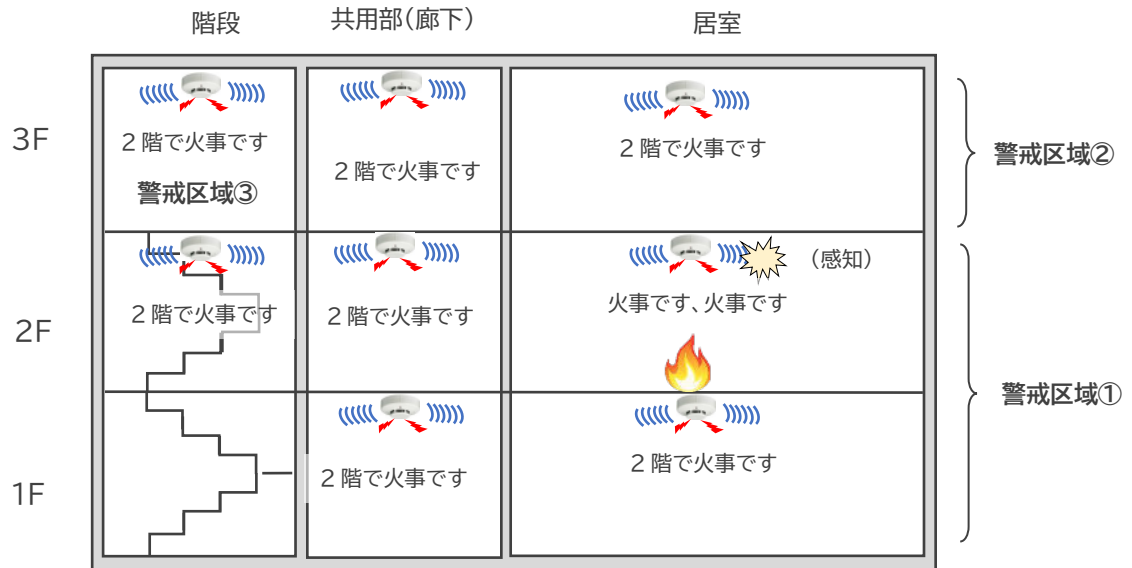 階段
共用部(廊下)
居室
3F
2階で火事です
2階で火事です
2階で火事です
警戒区域③
警戒区域②
2F
2階で火事です
2階で火事です
火事です、火事です
(感知)
警戒区域①
1F
2階で火事です
2階で火事です